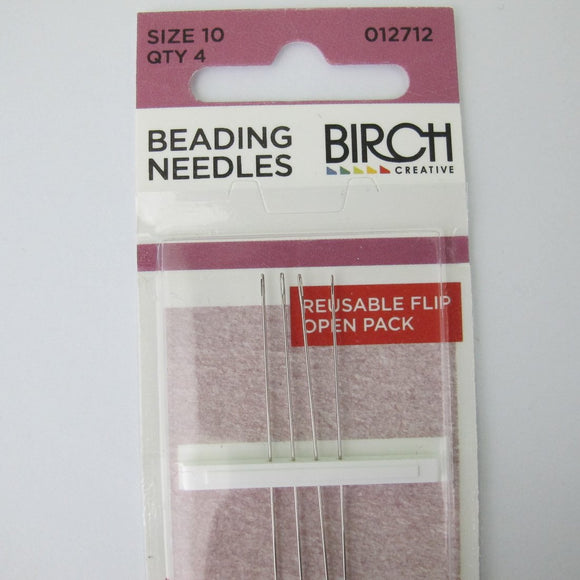 SIZE 10
QTY 4
012712
BEADING
NEEDLES
BIRCH
CREATIVE
REUSABLE FLIP
OPEN PACK